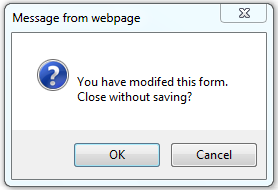 Message from webpage
You have modifed this form.
Close without saving?
OK
Cancel